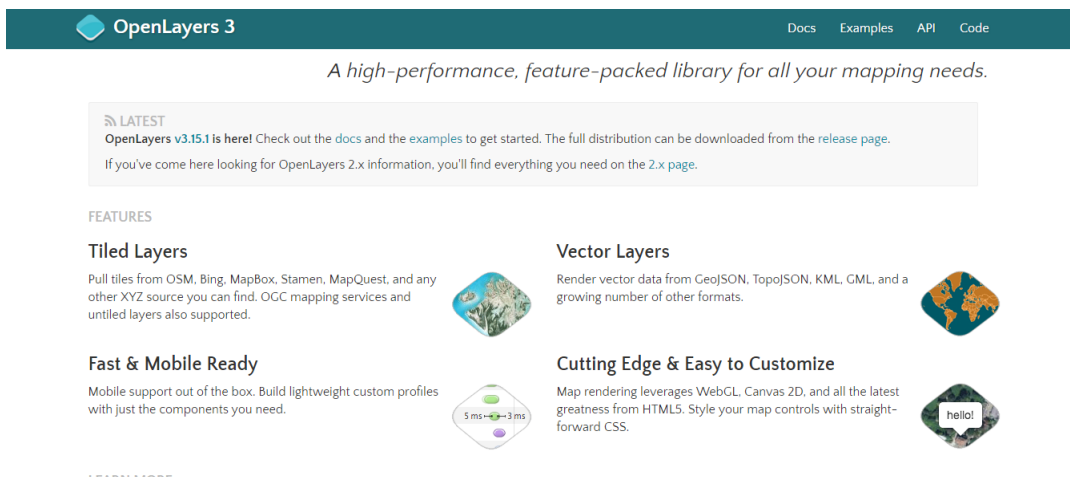 OpenLayers 3
Docs Examples API Code
A high-performance, feature-packed library for all your mapping needs.
LATEST
OpenLayers v3.15.1 is here! Check out the docs and the examples to get started. The full distribution can be downloaded from the release page.
If you've come here looking for OpenLayers 2.x information, you'll find everything you need on the 2.x page.
FEATURES
Tiled Layers
Pull tiles from OSM, Bing, MapBox, Stamen, MapQuest, and any
other XYZ source you can find. OGC mapping services and
untiled layers also supported.
Vector Layers
Render vector data from GeoJSON, TopoJSON, KML, GML, and a
growing number of other formats.
Fast & Mobile Ready
Mobile support out of the box. Build lightweight custom profiles
with just the components you need.
5 ms 3 ms
Cutting Edge & Easy to Customize
Map rendering leverages WebGL, Canvas 2D, and all the latest
greatness from HTML5. Style your map controls with straight-
forward CSS.
hello!
LEARN MORE